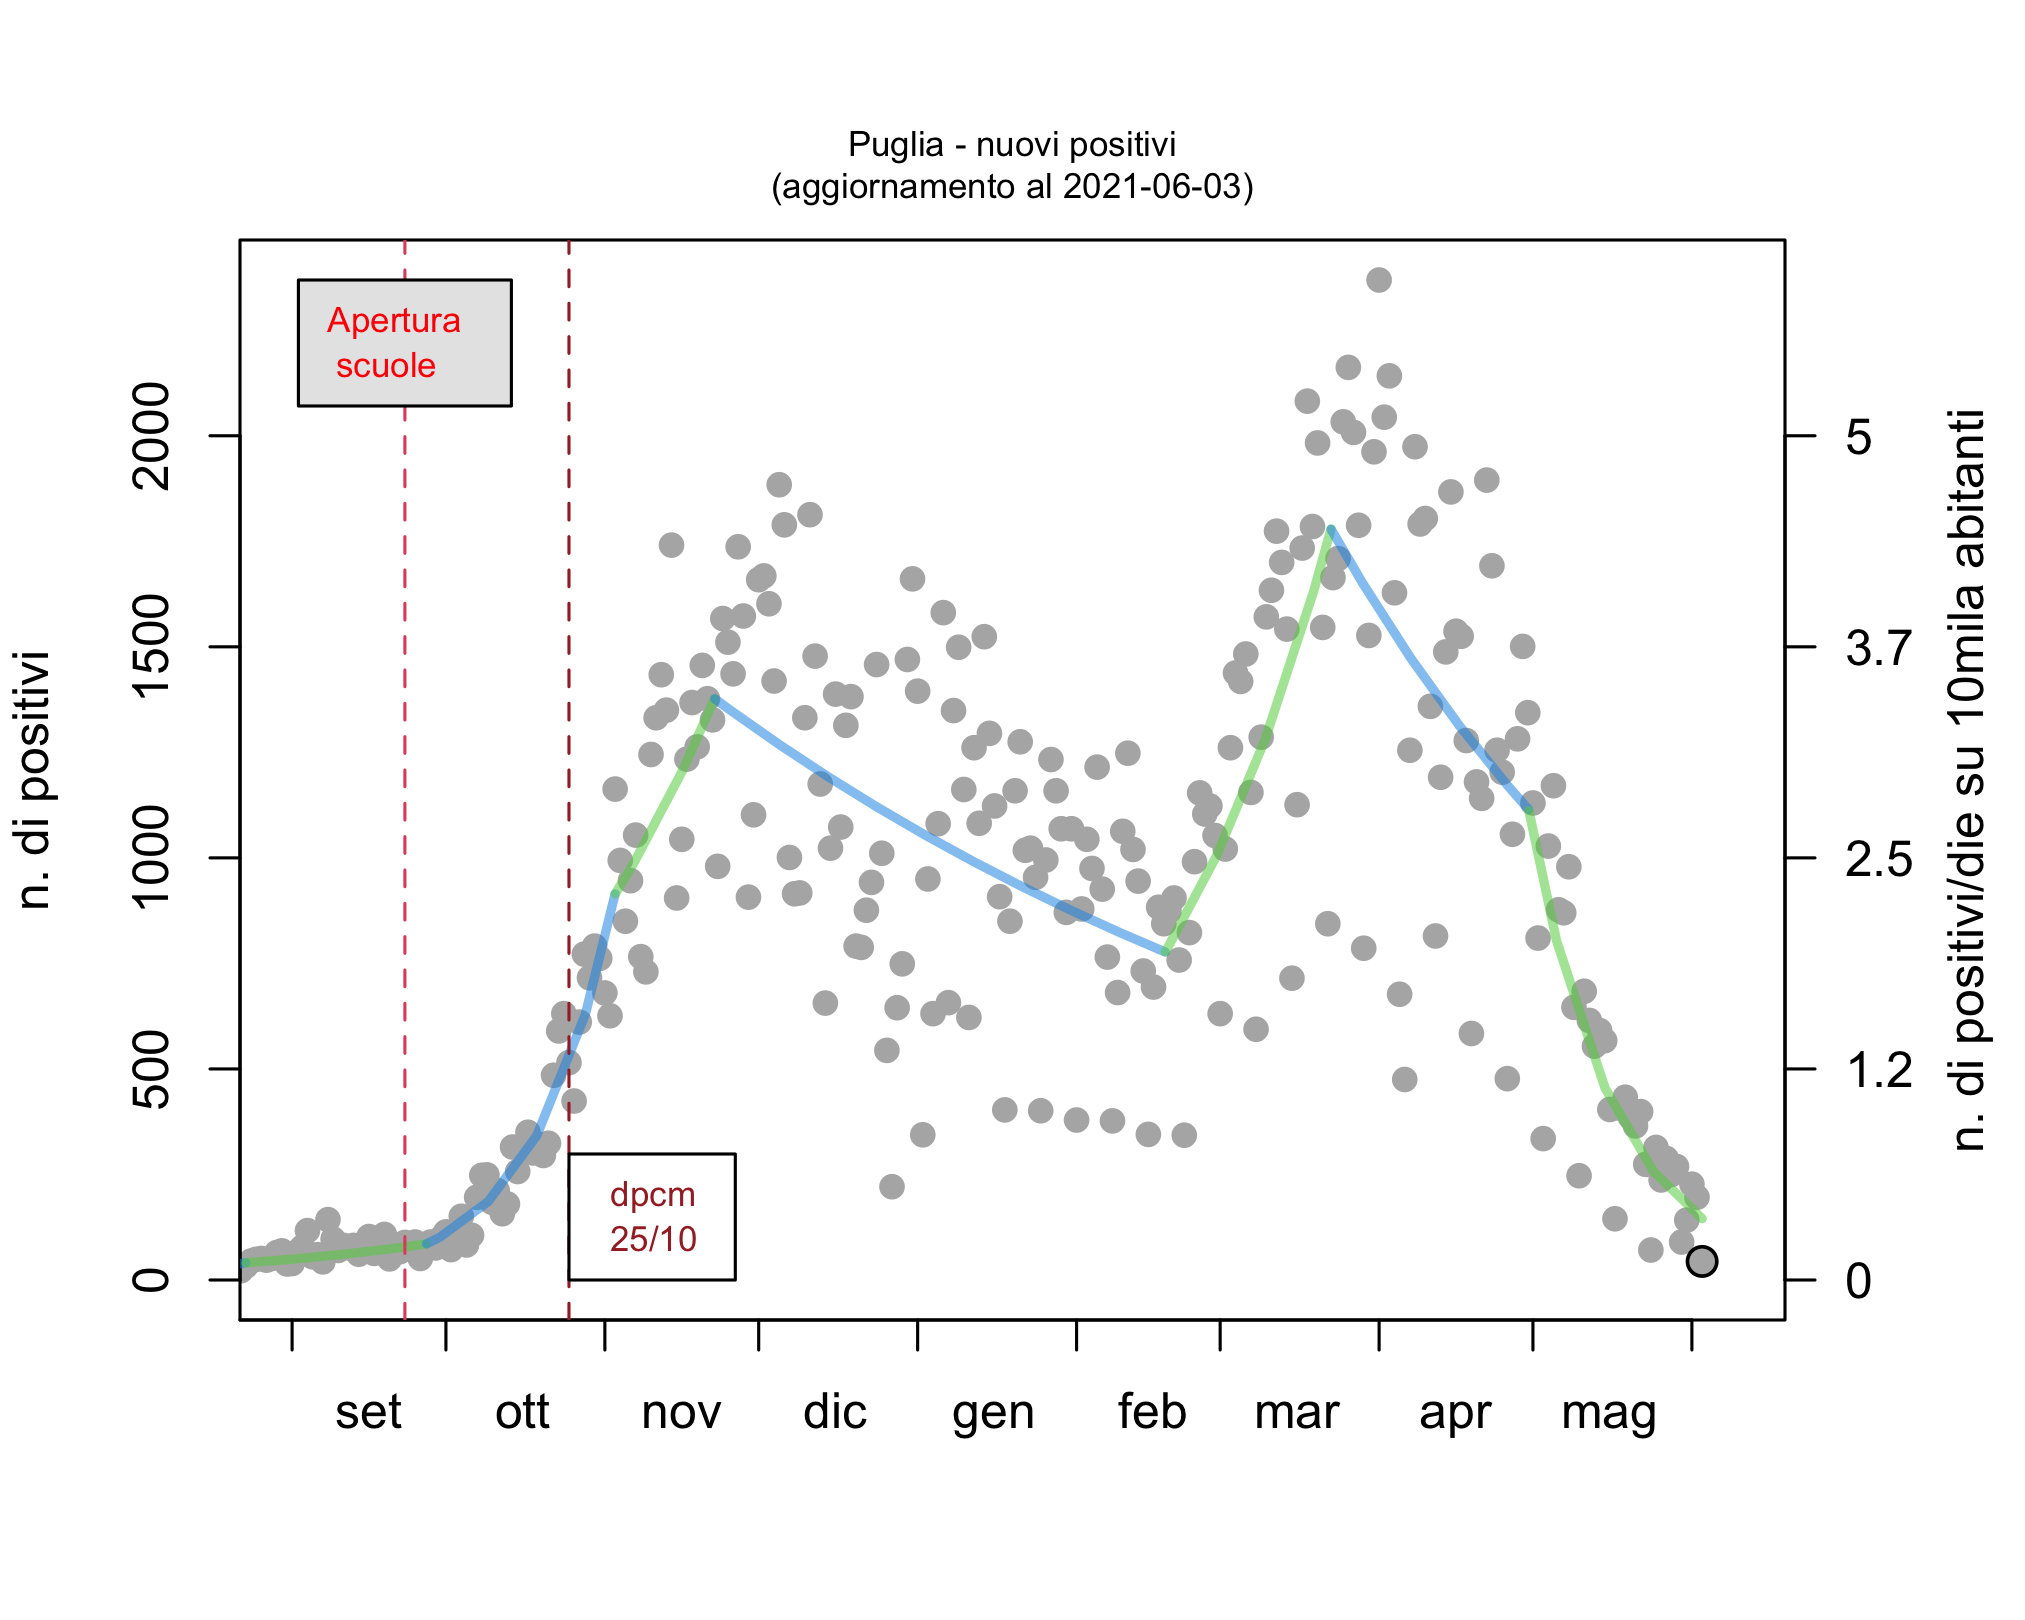 Puglia - nuovi positivi
(aggiornamento al 2021-06-03)
Apertura
scuole
dpcm
25/10
n. di positivi
0
500
1000
1500
2000
n. di positivi/die su 10mila abitanti
0
1.2
2.5
3.7
5
set ott nov dic gen feb mar apr mag